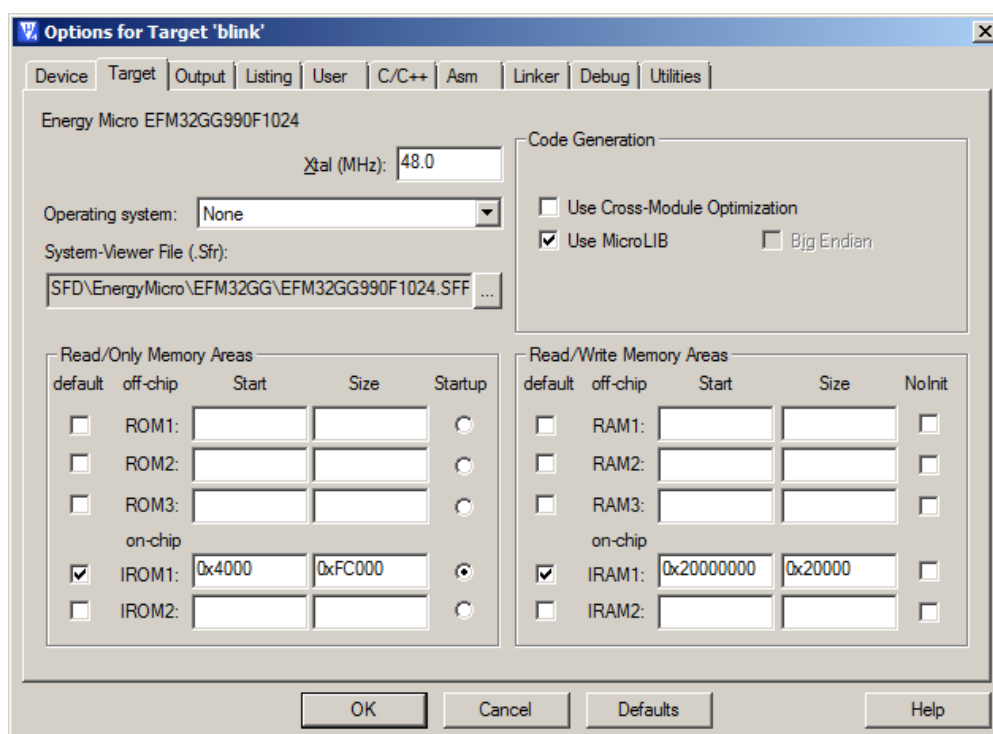 Options for Target 'blink'
Device Target Output Listing User C/C++ Asm Linker Debug Utilities
Energy Micro EFM32GG990F1024
Xtal (MHz): 48.0
Operating system: None
System-Viewer File (.Sfr):
SFD\EnergyMicro\EFM32GG\EFM32GG990F1024.SFF ...
Code Generation
Use Cross-Module Optimization
Use MicroLIB Big Endian
Read/Only Memory Areas
default off-chip Start Size Startup
ROM1:
ROM2:
ROM3:
on-chip
IROM1: 0x4000 0xFC000
IROM2:
Read/Write Memory Areas
default off-chip Start Size NoInit
RAM1:
RAM2:
RAM3:
on-chip
IRAM1: 0x20000000 0x20000
IRAM2:
OK Cancel Defaults Help